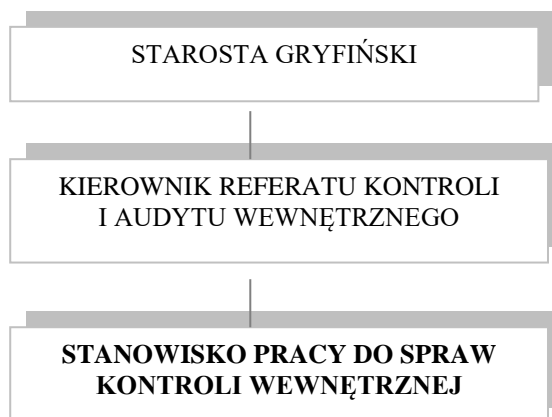 STAROSTA GRYFIŃSKI
KIEROWNIK REFERATU KONTROLI
I AUDYTU WEWNĘTRZNEGO
STANOWISKO PRACY DO SPRAW
KONTROLI WEWNĘTRZNEJ